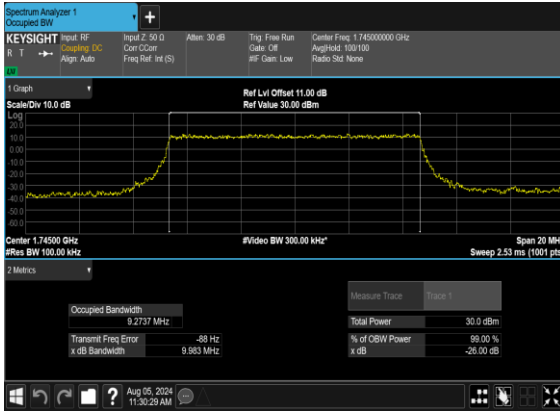 Spectrum Analyzer 1
Occupied BW
+
KEYSIGHT Input: RF Input Z: 50 Ω Atten: 30 dB Trig: Free Run Center Freq: 1.745000000 GHz
R T Coupling: DC Corr CCorr Gate: Off Avg|Hold: 100/100
Align: Auto Freq Ref: Int (S) #IF Gain: Low Radio Std: None
1 Graph
Ref Lvl Offset 11.00 dB
Scale/Div 10.0 dB Ref Value 30.00 dBm
Log
20.0
10.0
0.00
-10.0
-20.0
-30.0
-40.0
-50.0
-60.0
Center 1.74500 GHz #Video BW 300.00 kHz* Span 20 MH
#Res BW 100.00 kHz Sweep 2.53 ms (1001 pts
2 Metrics
Measure Trace Trace 1
Occupied Bandwidth
9.2737 MHz Total Power 30.0 dBm
Transmit Freq Error -88 Hz % of OBW Power 99.00 %
x dB Bandwidth 9.983 MHz x dB -26.00 dB
? Aug 05, 2024
11:30:29 AM